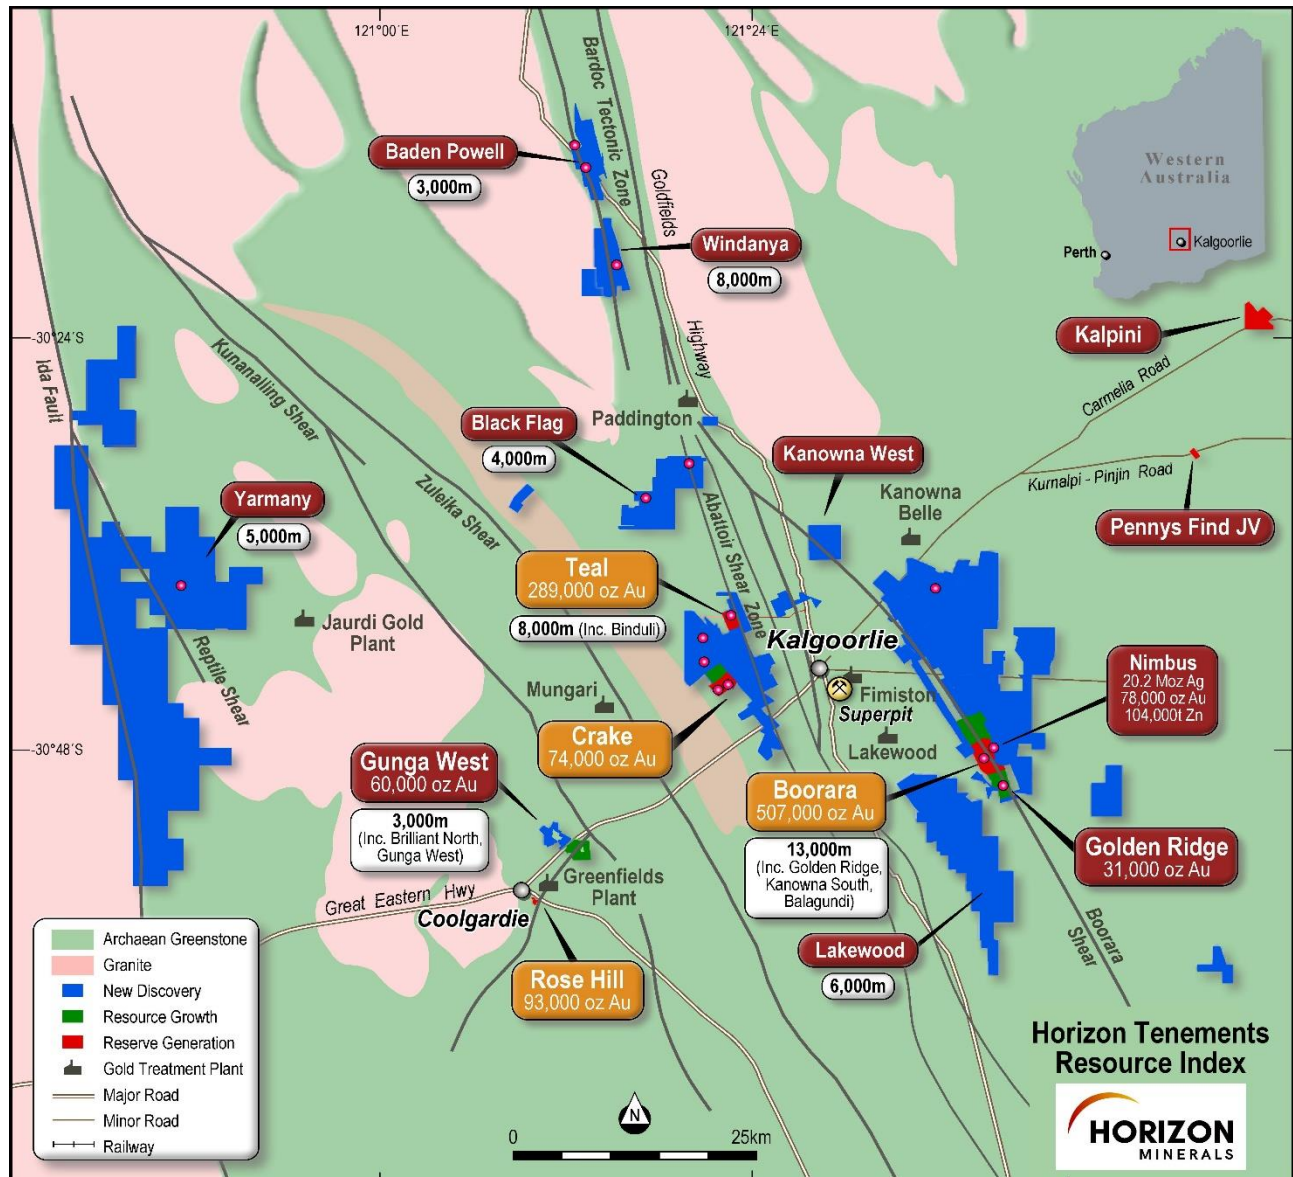 121°00´E
121°24´E
Bardoc Tectonic Zone
Baden Powell
3,000m
Goldfields
Highway
Windanya
8,000m
Western
Australia
Perth
Kalgoorlie
-30°24´S
Kalpini
Carmelia Road
Ida Fault
Kunanalling Shear
Paddington
Black Flag
4,000m
Kanowna West
Kurnalpi - Pinjin Road
Kanowna
Belle
Pennys Find JV
Yarmany
5,000m
Zuleika Shear
Abattoir Shear Zone
Teal
289,000 oz Au
8,000m (Inc. Binduli)
Jaurdi Gold
Plant
Reptile Shear
Kalgoorlie
Nimbus
20.2 Moz Ag
78,000 oz Au
104,000t Zn
Mungari
Fimiston
Superpit
Lakewood
Crake
74,000 oz Au
-30°48´S
Gunga West
60,000 oz Au
3,000m
(Inc. Brilliant North,
Gunga West)
Boorara
507,000 oz Au
13,000m
(Inc. Golden Ridge,
Kanowna South,
Balagundi)
Golden Ridge
31,000 oz Au
Greenfields
Plant
Great Eastern Hwy
Coolgardie
Lakewood
6,000m
Boorara
Shear
Rose Hill
93,000 oz Au
Archaean Greenstone
Granite
New Discovery
Resource Growth
Reserve Generation
Gold Treatment Plant
Major Road
Minor Road
Railway
N
0
25km
Horizon Tenements
Resource Index
HORIZON
MINERALS